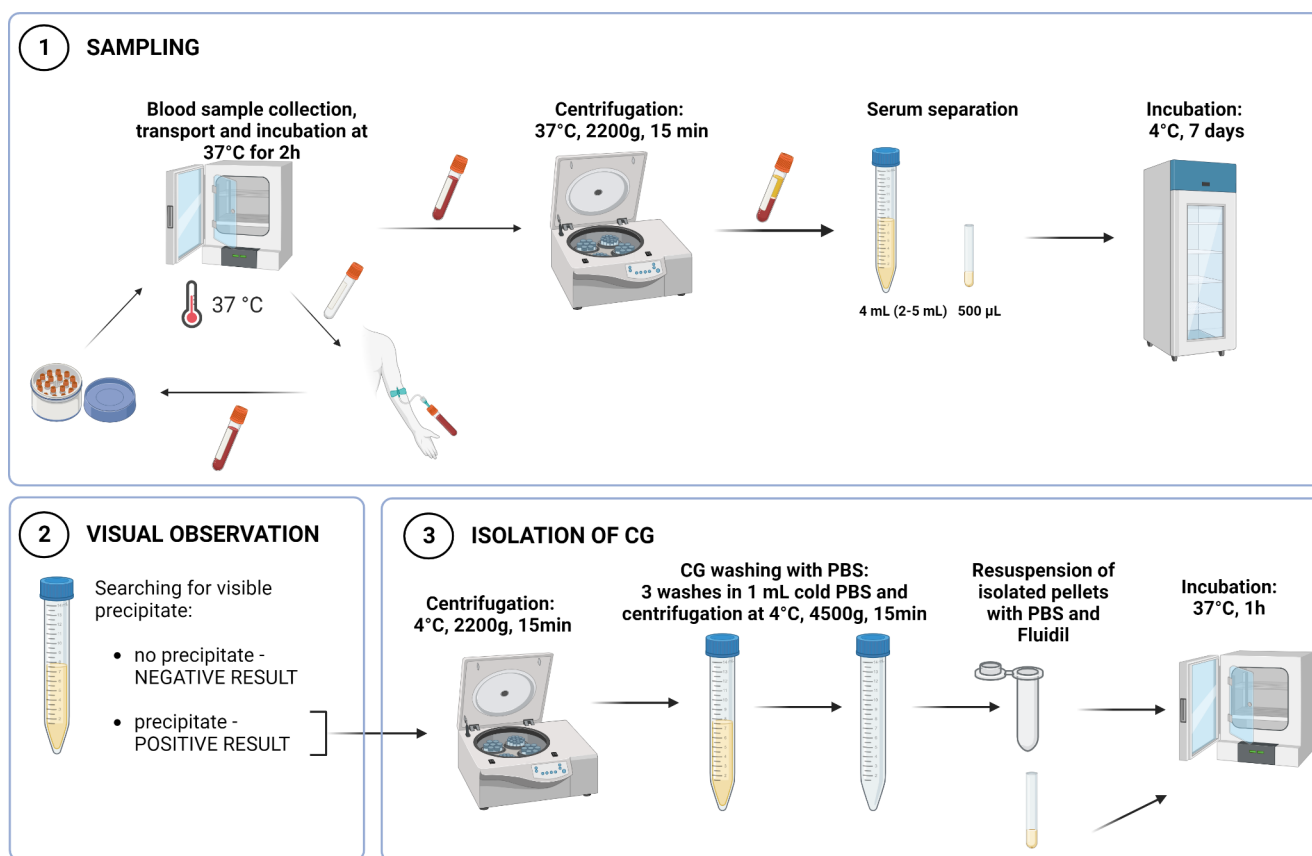 1 SAMPLING
Blood sample collection,
transport and incubation at
37°C for 2h
Centrifugation:
37°C, 2200g, 15 min
Serum separation
Incubation:
4°C, 7 days
37 °C
4 mL (2-5 mL) 500 µL
2 VISUAL OBSERVATION
Searching for visible
precipitate:
• no precipitate -
NEGATIVE RESULT
• precipitate -
POSITIVE RESULT
3 ISOLATION OF CG
Centrifugation:
4°C, 2200g, 15min
CG washing with PBS:
3 washes in 1 mL cold PBS and
centrifugation at 4°C, 4500g, 15min
Resuspension of
isolated pellets
with PBS and
Fluidil
Incubation:
37°C, 1h